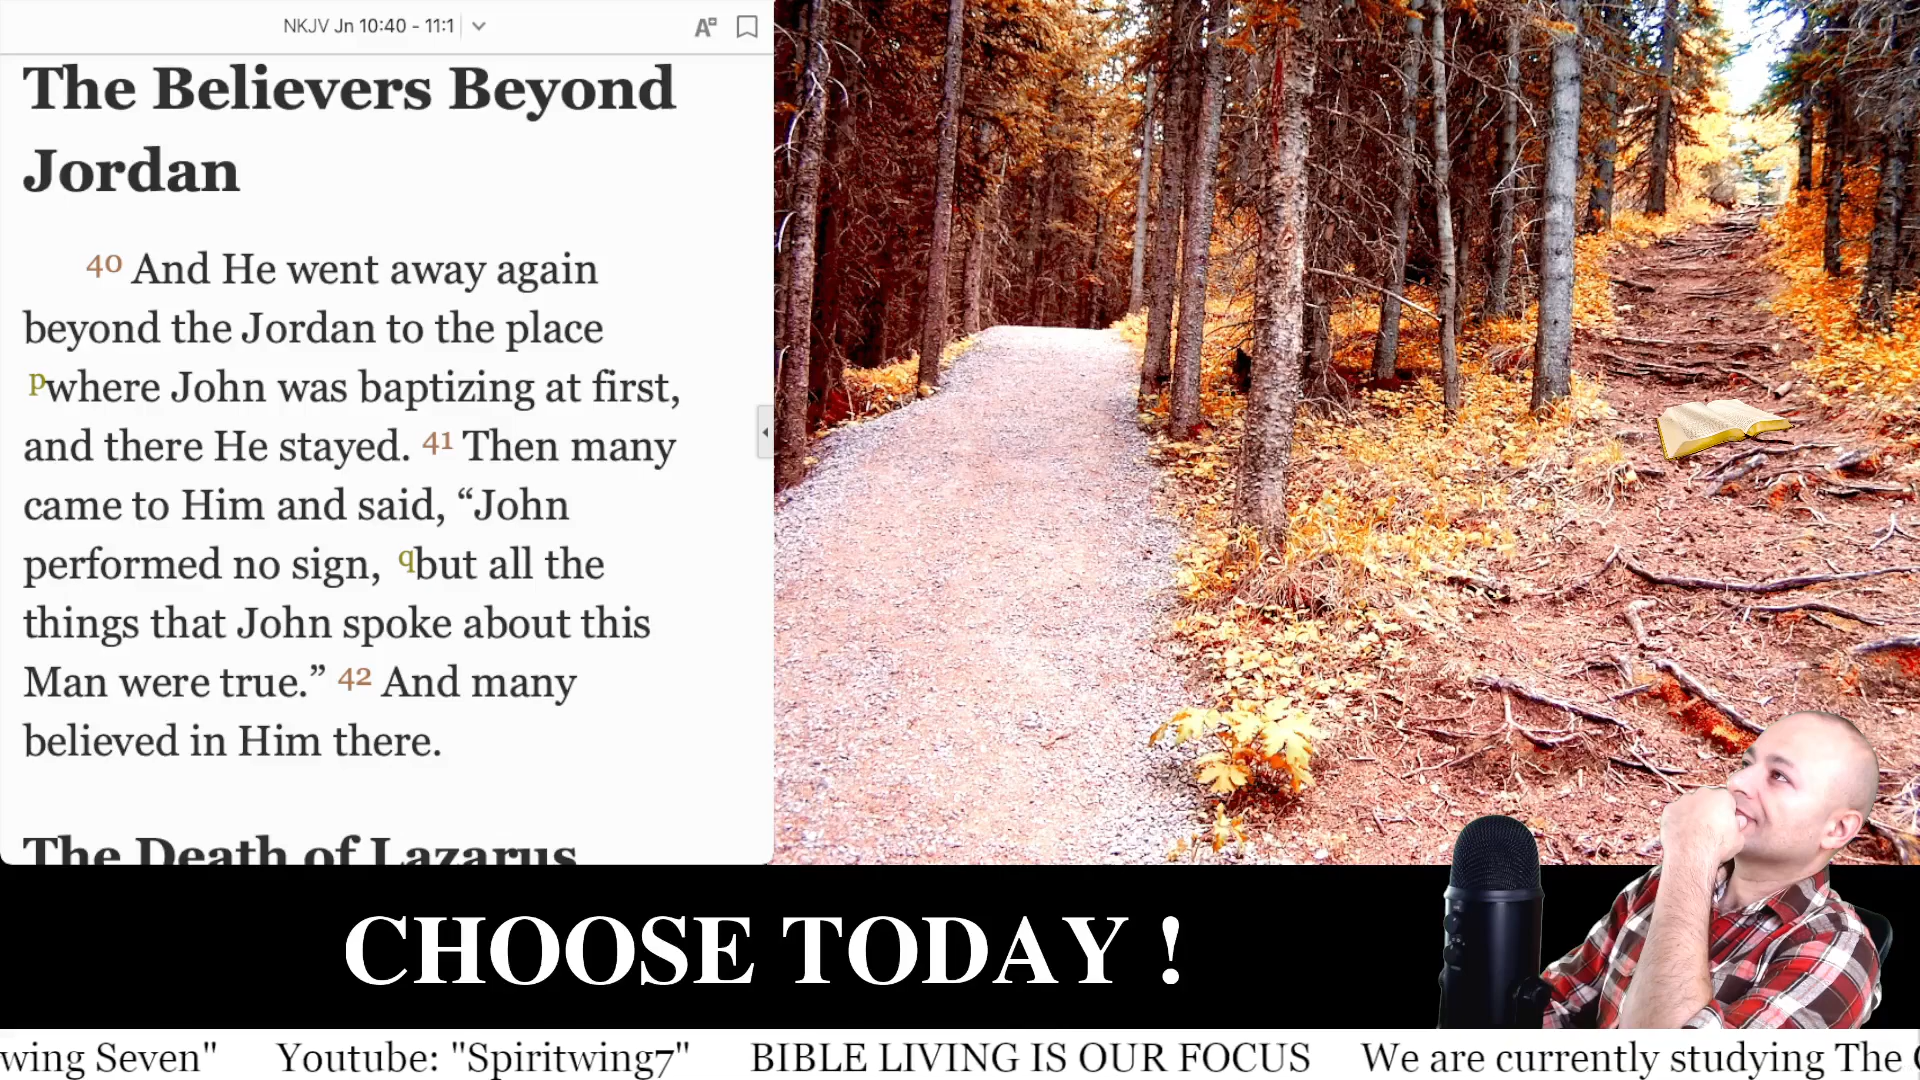 NKJV Jn 10:40 - 11:1
The Believers Beyond
Jordan
40 And He went away again
beyond the Jordan to the place
pwhere John was baptizing at first,
and there He stayed. 41 Then many
came to Him and said, “John
performed no sign, qbut all the
things that John spoke about this
Man were true.” 42 And many
believed in Him there.
The Death of Lazarus
CHOOSE TODAY !
wing Seven" Youtube: "Spiritwing7" BIBLE LIVING IS OUR FOCUS We are currently studying The